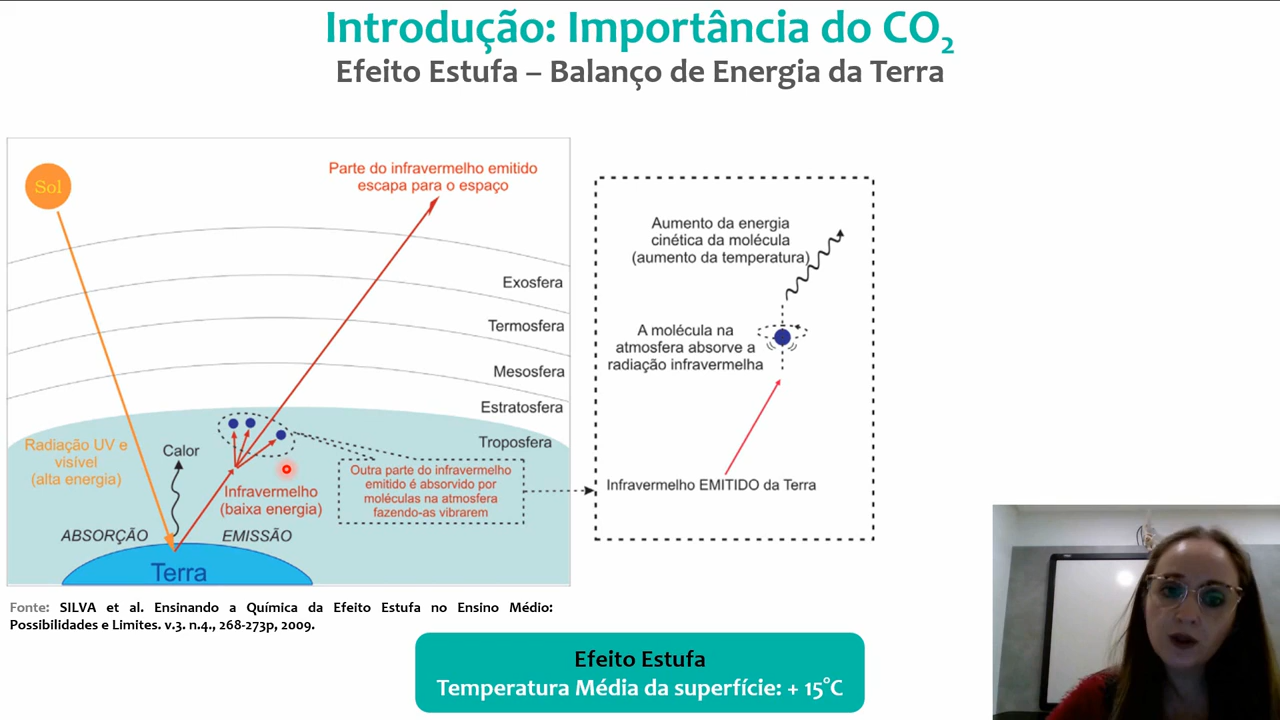 Introdução: Importância do CO2
Efeito Estufa – Balanço de Energia da Terra
Sol
Parte do infravermelho emitido
escapa para o espaço
Exosfera
Termosfera
Mesosfera
Estratosfera
Troposfera
Radiação UV e
visível
(alta energia)
Calor
Infravermelho
(baixa energia)
Outra parte do infravermelho
emitido é absorvido por
moléculas na atmosfera
fazendo-as vibrarem
ABSORÇÃO
EMISSÃO
Terra
Aumento da energia
cinética da molécula
(aumento da temperatura)
A molécula na
atmosfera absorve a
radiação infravermelha
Infravermelho EMITIDO da Terra
Fonte: SILVA et al. Ensinando a Química da Efeito Estufa no Ensino Médio:
Possibilidades e Limites. v.3. n.4., 268-273p, 2009.
Efeito Estufa
Temperatura Média da superfície: + 15°C